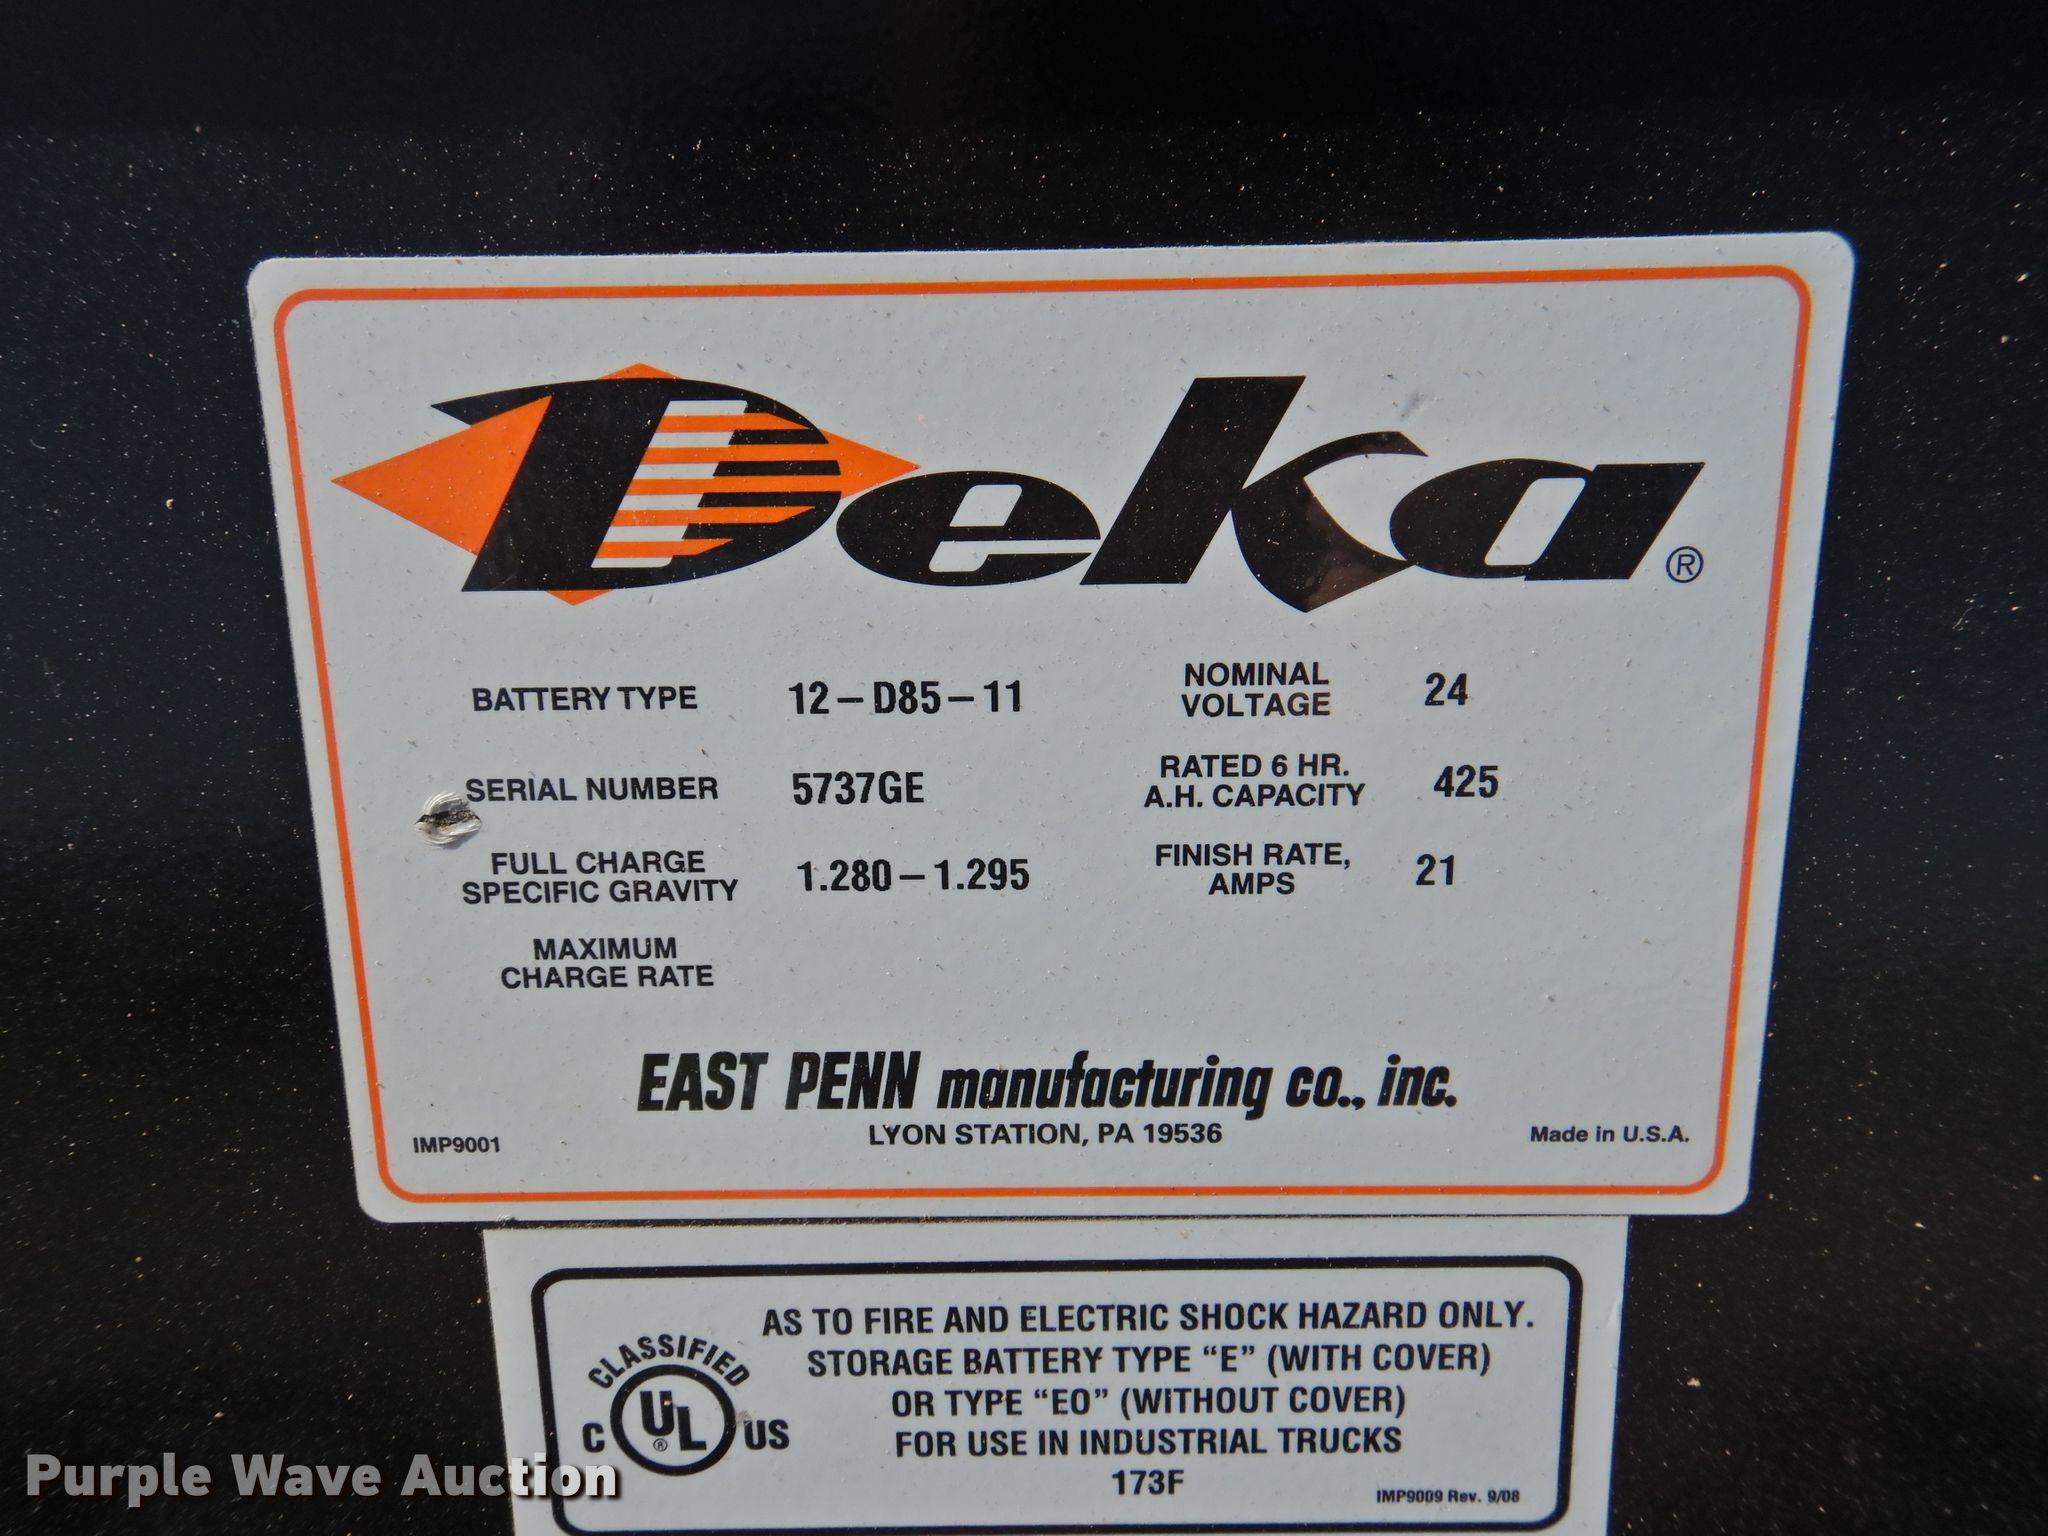 Deka®
BATTERY TYPE 12-D85-11
NOMINAL
VOLTAGE 24
SERIAL NUMBER 5737GE
RATED 6 HR.
A.H. CAPACITY 425
FULL CHARGE
SPECIFIC GRAVITY 1.280-1.295
FINISH RATE,
AMPS 21
MAXIMUM
CHARGE RATE
EAST PENN manufacturing co., inc.
LYON STATION, PA 19536
IMP9001
Made in U.S.A.
CLASSIFIED
C UL® US
AS TO FIRE AND ELECTRIC SHOCK HAZARD ONLY.
STORAGE BATTERY TYPE “E” (WITH COVER)
OR TYPE “EO” (WITHOUT COVER)
FOR USE IN INDUSTRIAL TRUCKS
173F
IMP9009 Rev. 9/08
Purple Wave Auction